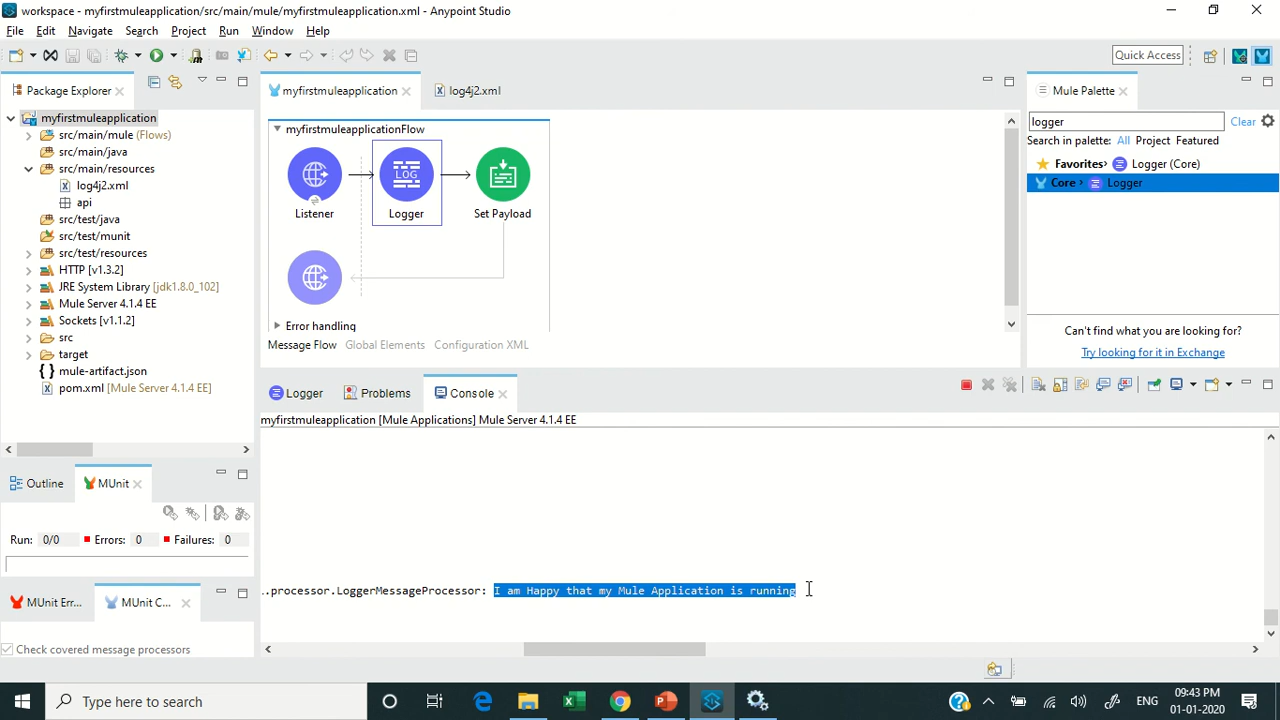 workspace - myfirstmuleapplication/src/main/mule/myfirstmuleapplication.xml - Anypoint Studio
File Edit Navigate Search Project Run Window Help
Quick Access
Package Explorer
myfirstmuleapplication
log4j2.xml
Mule Palette
myfirstmuleapplication
src/main/mule (Flows)
src/main/java
src/main/resources
log4j2.xml
api
src/test/java
src/test/munit
src/test/resources
HTTP [v1.3.2]
JRE System Library [jdk1.8.0_102]
Mule Server 4.1.4 EE
Sockets [v1.1.2]
src
target
mule-artifact.json
pom.xml [Mule Server 4.1.4 EE]
myfirstmuleapplicationFlow
LOG
Listener
Logger
Set Payload
Error handling
Message Flow Global Elements Configuration XML
logger
Clear
Search in palette: All Project Featured
Favorites> Logger (Core)
Core > Logger
Can't find what you are looking for?
Try looking for it in Exchange
Logger
Problems
Console
myfirstmuleapplication [Mule Applications] Mule Server 4.1.4 EE
..processor.LoggerMessageProcessor: I am Happy that my Mule Application is running
Outline
MUnit
Run: 0/0 Errors: 0 Failures: 0
MUnit Err...
MUnit C...
Check covered message processors
Type here to search
ENG
09:43 PM
01-01-2020